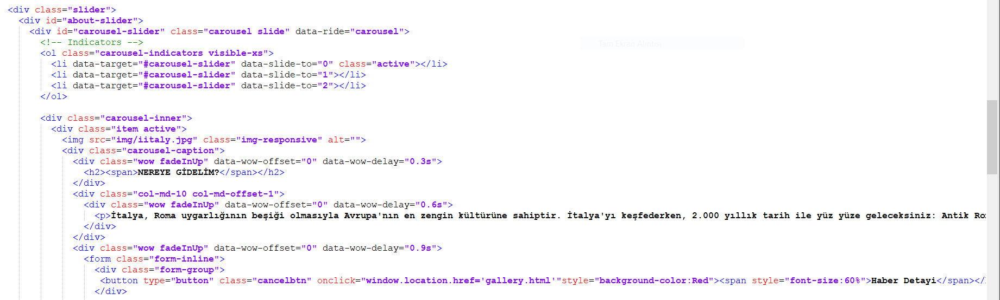 <div class="slider">
<div id="about-slider">
<div id="carousel-slider" class="carousel slide" data-ride="carousel">
<!-- Indicators -->
<ol class="carousel-indicators visible-xs">
<li data-target="#carousel-slider" data-slide-to="0" class="active"></li>
<li data-target="#carousel-slider" data-slide-to="1"></li>
<li data-target="#carousel-slider" data-slide-to="2"></li>
</ol>
<div class="carousel-inner">
<div class="item active">
<img src="img/iitaly.jpg" class="img-responsive" alt="">
<div class="carousel-caption">
<div class="wow fadeInUp" data-wow-offset="0" data-wow-delay="0.3s">
<h2><span>NEREYE GİDELİM?</span></h2>
</div>
<div class="col-md-10 col-md-offset-1">
<div class="wow fadeInUp" data-wow-offset="0" data-wow-delay="0.6s">
<p>İtalya, Roma uygarlığının beşiği olmasıyla Avrupa'nın en zengin kültürüne sahiptir. İtalya'yı keşfederken, 2.000 yıllık tarih ile yüz yüze geleceksiniz: Antik
</div>
</div>
<div class="wow fadeInUp" data-wow-offset="0" data-wow-delay="0.9s">
<form class="form-inline">
<div class="form-group">
<button type="button" class="cancelbtn" onclick="window.location.href='gallery.html'"style="background-color:Red"><span style="font-size:60%">Haber Detayi</span></
</div>